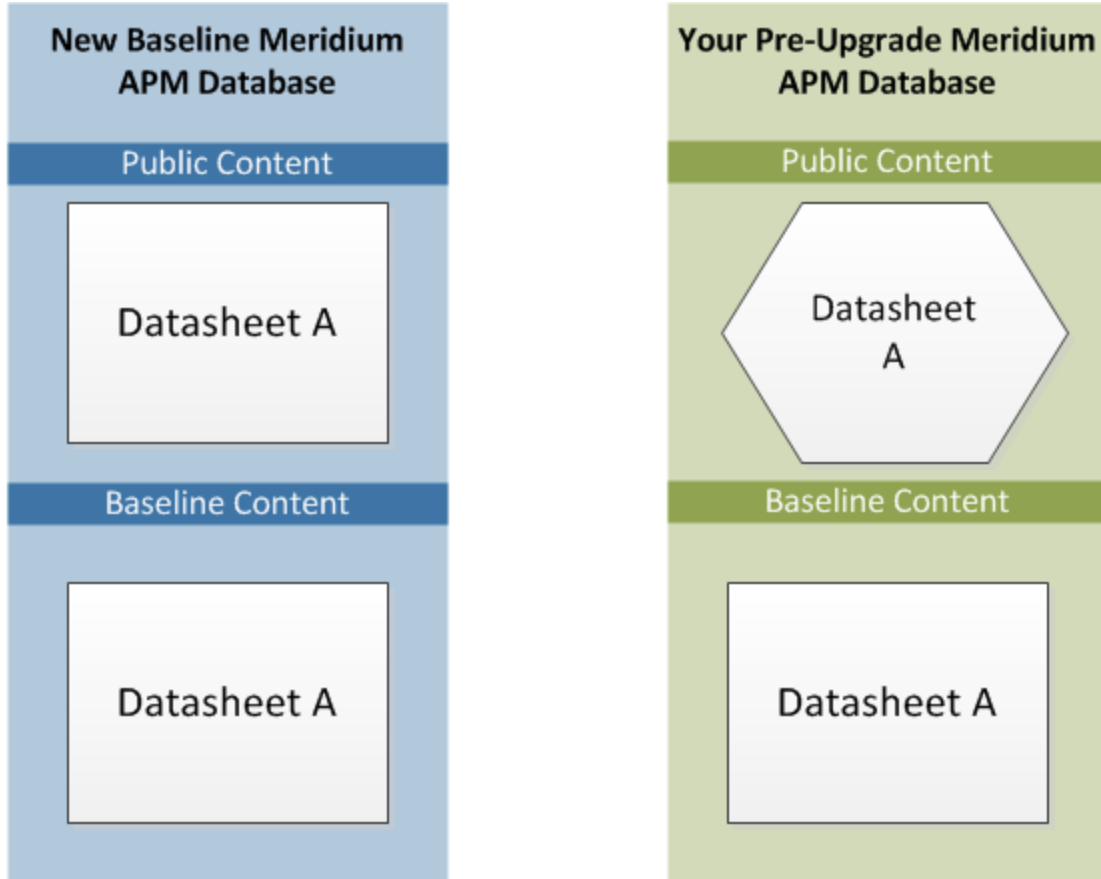 New Baseline Meridium
APM Database
Public Content
Datasheet A
Baseline Content
Datasheet A
Your Pre-Upgrade Meridium
APM Database
Public Content
Datasheet
A
Baseline Content
Datasheet A